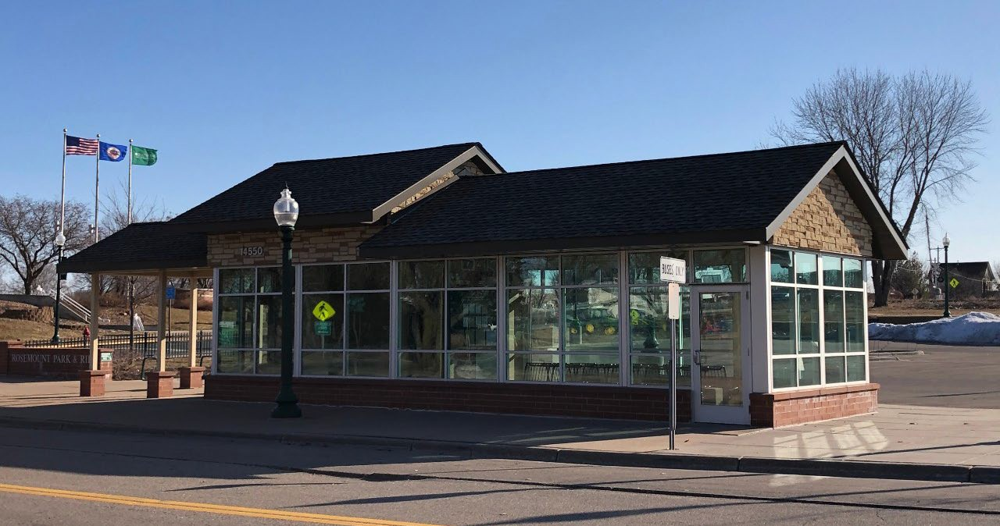 14550
BUSES ONLY
ROSEMOUNT PARK & RI